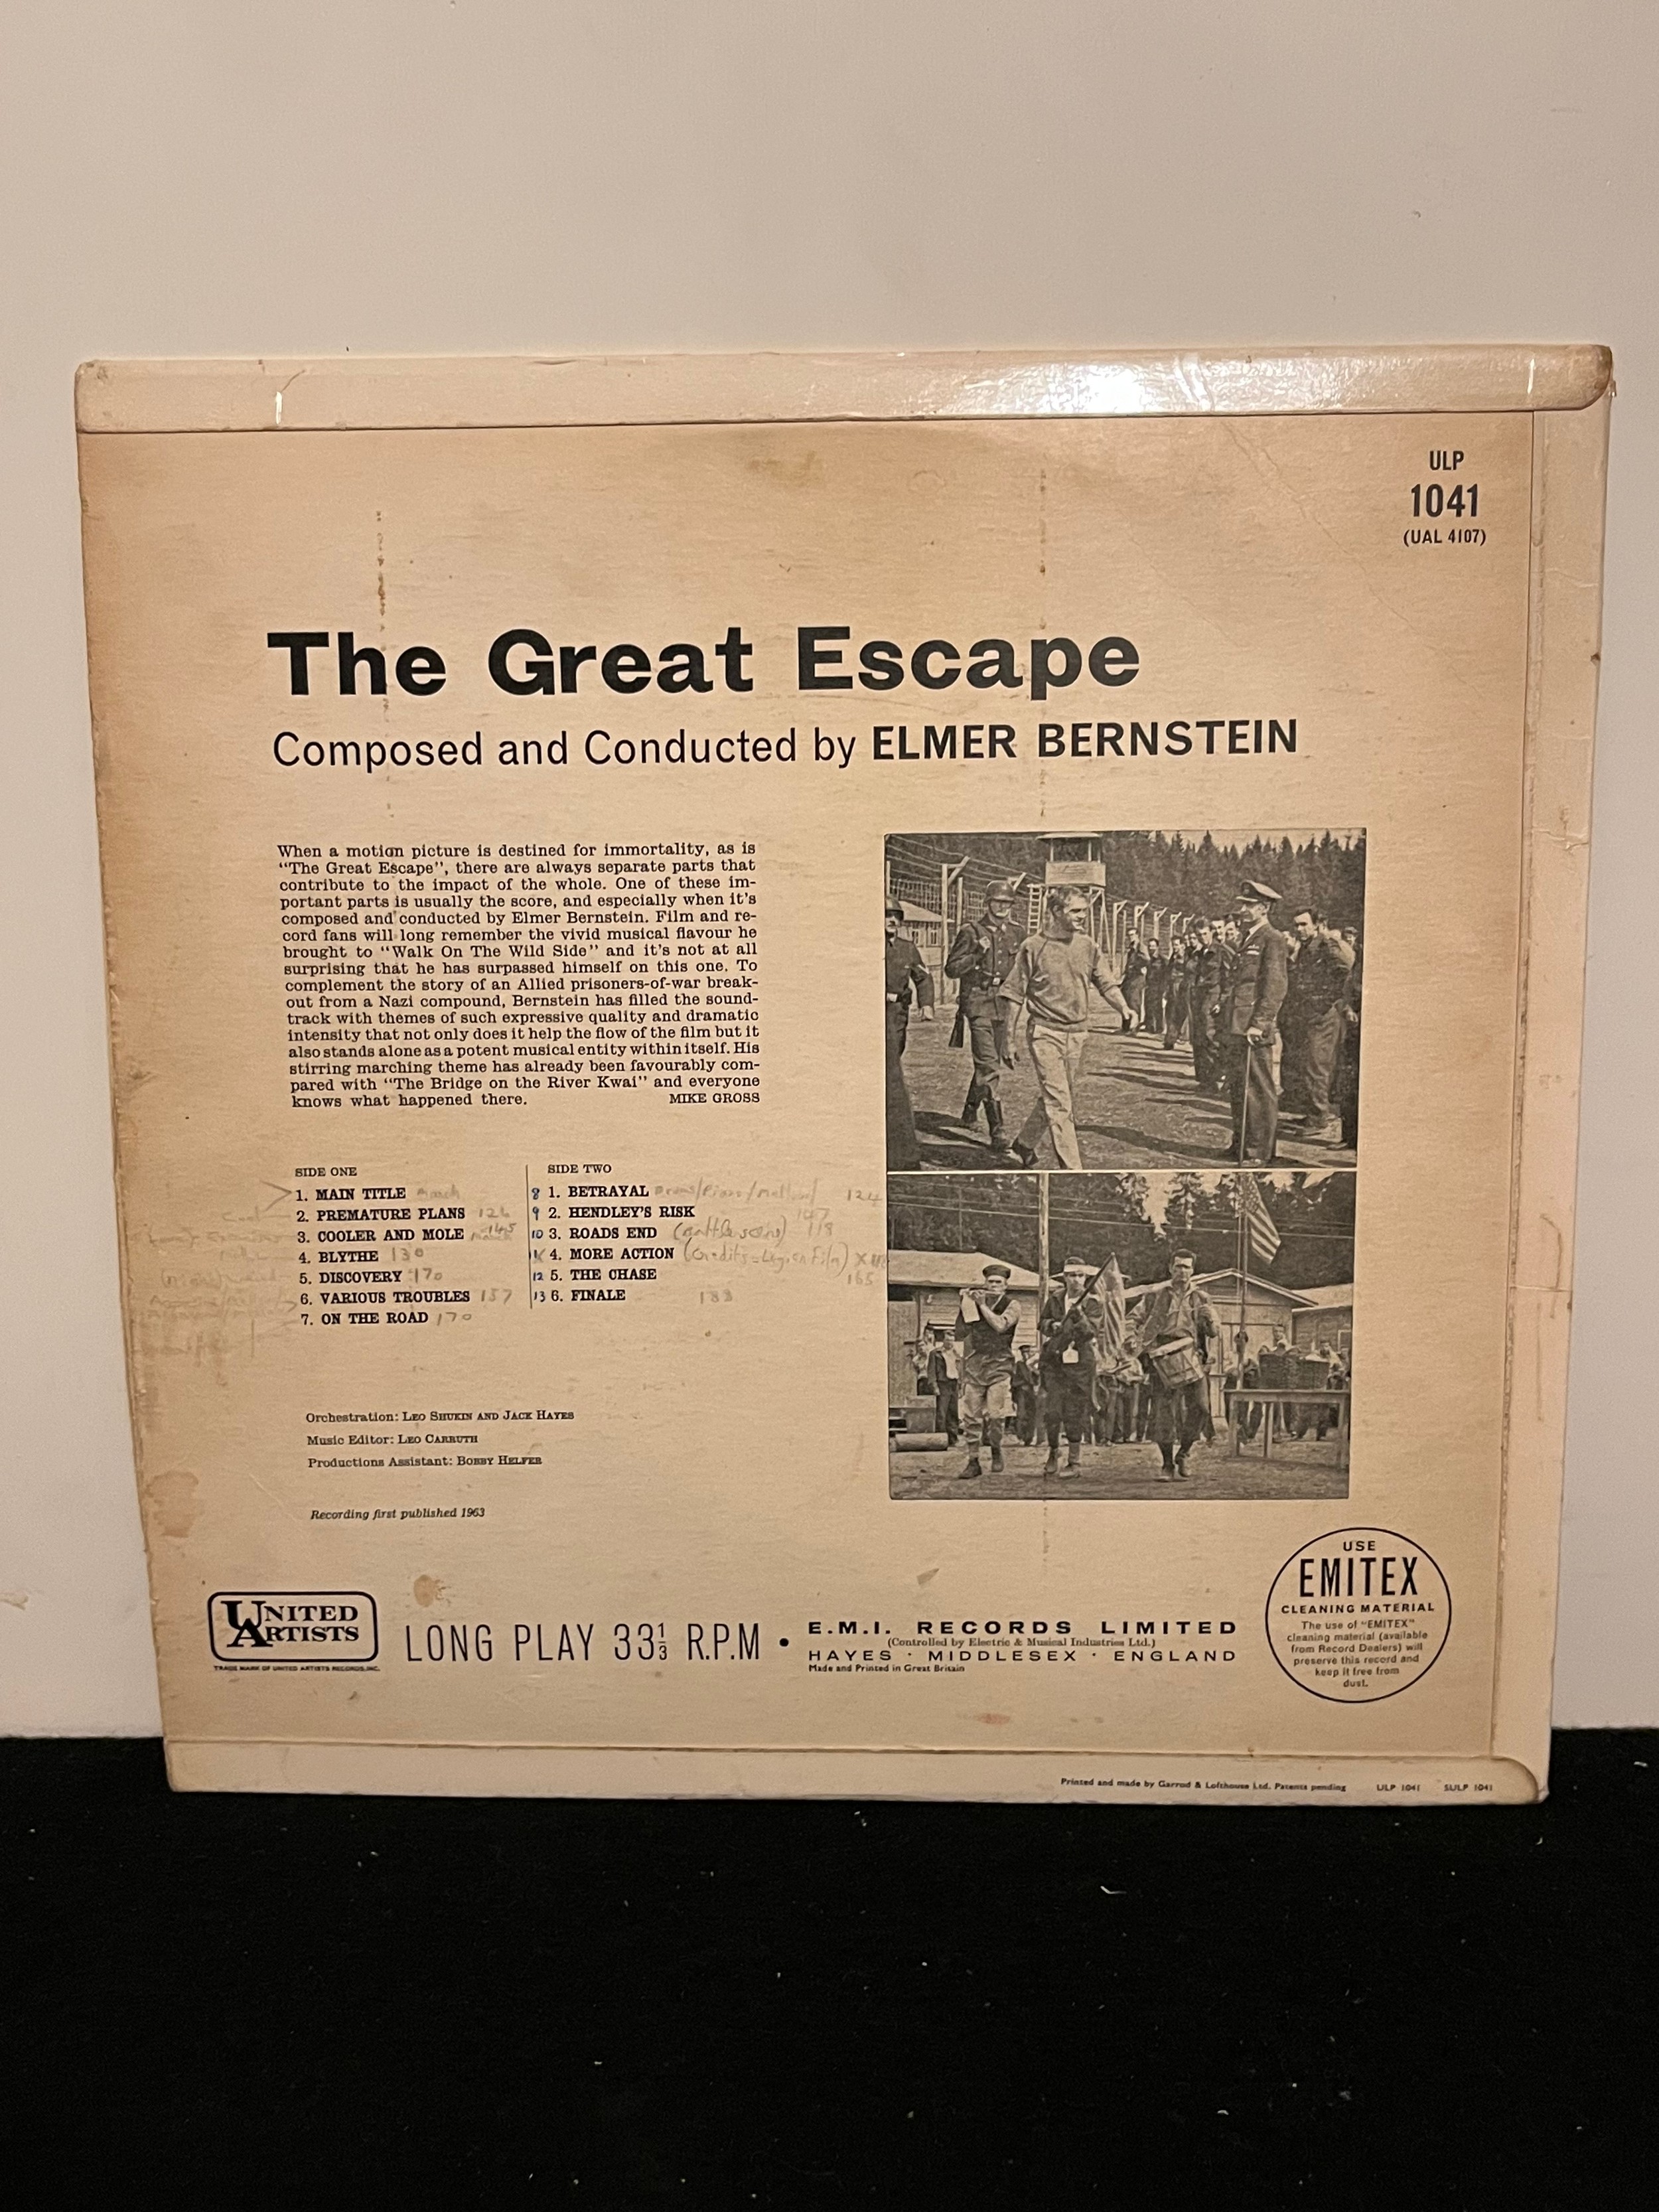 ULP
1041
(UAL 4107)
The Great Escape
Composed and Conducted by ELMER BERNSTEIN
When a motion picture is destined for immortality, as is
“The Great Escape”, there are always separate parts that
contribute to the impact of the whole. One of these im-
portant parts is usually the score, and especially when it's
composed and conducted by Elmer Bernstein. Film and re-
cord fans will long remember the vivid musical flavour he
brought to “Walk On The Wild Side” and it's not at all
surprising that he has surpassed himself on this one. To
complement the story of an Allied prisoners-of-war break-
out from a Nazi compound, Bernstein has filled the sound-
track with themes of such expressive quality and dramatic
intensity that not only does it help the flow of the film but it
also stands alone as a potent musical entity within itself. His
stirring marching theme has already been favourably com-
pared with “The Bridge on the River Kwai” and everyone
knows what happened there. MIKE GROSS
SIDE ONE
1. MAIN TITLE March
2. PREMATURE PLANS 126
3. COOLER AND MOLE 145
4. BLYTHE 130
5. DISCOVERY 170
6. VARIOUS TROUBLES 157
7. ON THE ROAD 170
SIDE TWO
8 1. BETRAYAL 124
9 2. HENDLEY'S RISK 147
10 3. ROADS END (battle scene) 118
4. MORE ACTION
12 5. THE CHASE 165
13 6. FINALE 188
Orchestration: LEO SHUKIN AND JACK HAYES
Music Editor: LEO CARRUTH
Productions Assistant: BOBBY HELFER
Recording first published 1963
UNITED
ARTISTS
TRADE MARK OF UNITED ARTISTS RECORDS, INC.
LONG PLAY 33⅓ R.P.M •
E.M.I. RECORDS LIMITED
(Controlled by Electric & Musical Industries Ltd.)
HAYES · MIDDLESEX · ENGLAND
Made and Printed in Great Britain
USE
EMITEX
CLEANING MATERIAL
The use of “EMITEX”
cleaning material (available
from Record Dealers) will
preserve this record and
keep it free from
dust.
Printed and made by Garrod & Lofthouse Ltd. Patents pending ULP 1041 SULP 1041